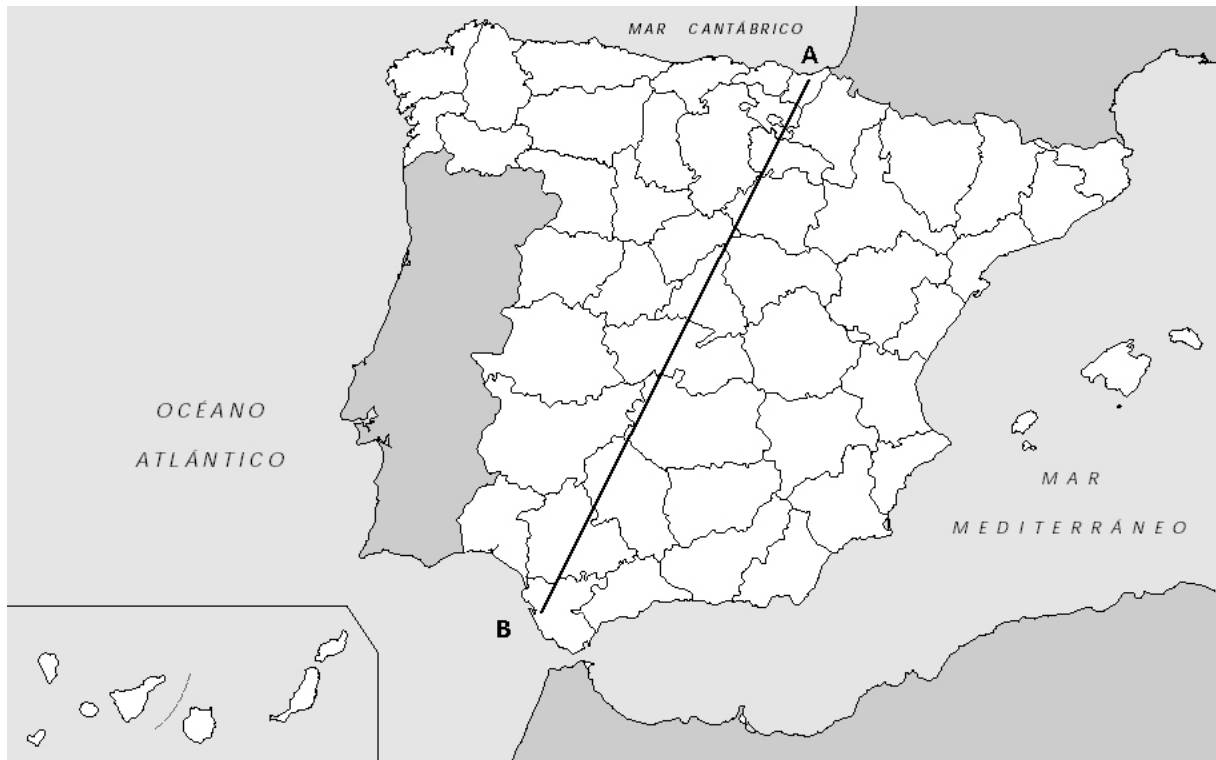 MAR CANTÁBRICO
A
OCÉANO
ATLÁNTICO
MAR
MEDITERRÁNEO
B